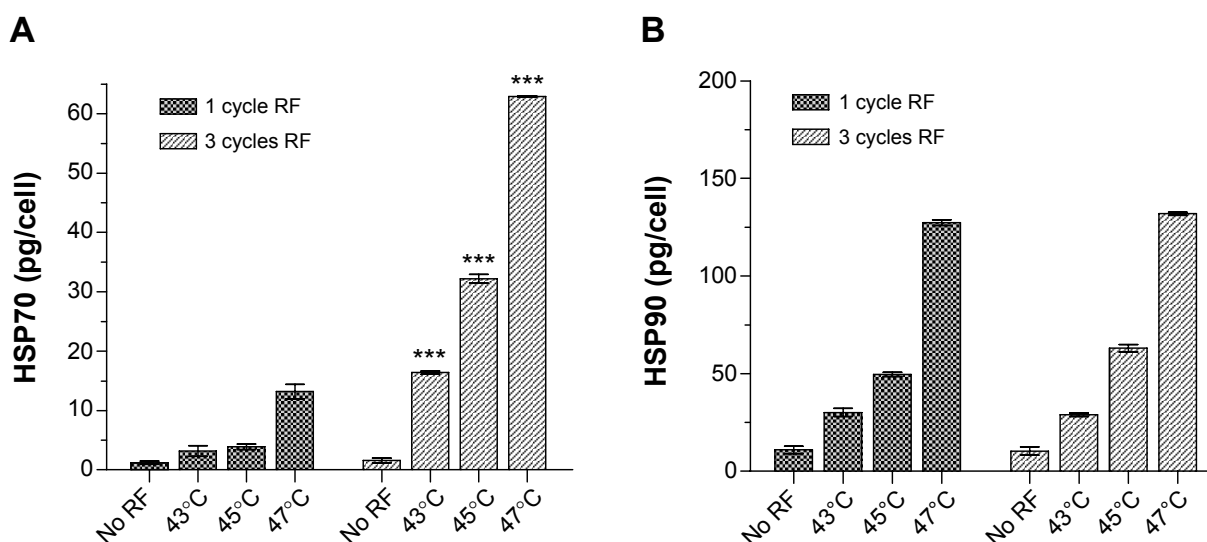 A
HSP70 (pg/cell)
60
50
40
30
20
10
0
1 cycle RF
3 cycles RF
***
***
***
No RF
43°C
45°C
47°C
No RF
43°C
45°C
47°C
B
HSP90 (pg/cell)
200
150
100
50
0
1 cycle RF
3 cycles RF
No RF
43°C
45°C
47°C
No RF
43°C
45°C
47°C